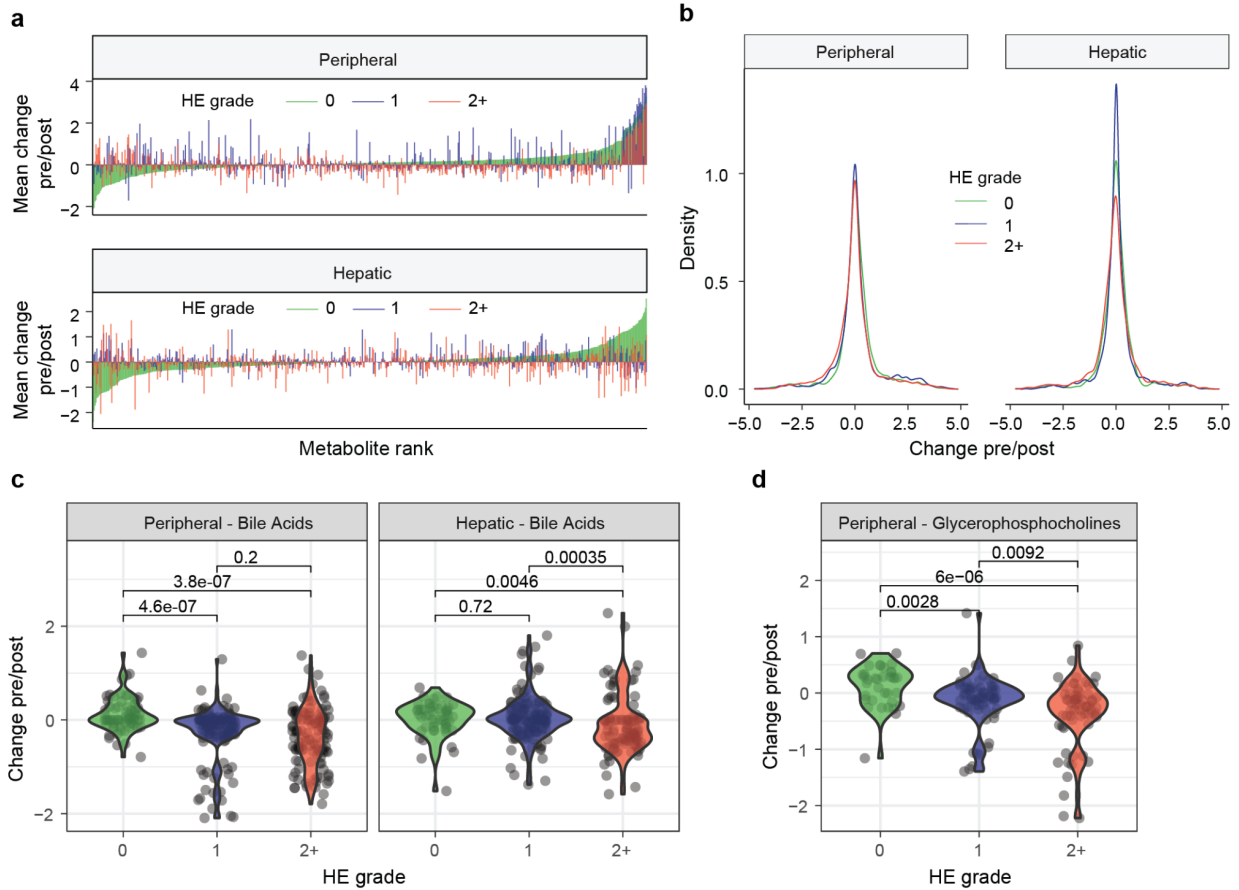 a
Peripheral
HE grade 0 1 2+
Mean change
pre/post
4
2
0
−2
Hepatic
HE grade 0 1 2+
Mean change
pre/post
2
1
0
−1
−2
Metabolite rank
b
Peripheral Hepatic
HE grade
0
1
2+
Density
1.0
0.5
0.0
−5.0 −2.5 0.0 2.5 5.0 −5.0 −2.5 0.0 2.5 5.0
Change pre/post
c
Peripheral - Bile Acids Hepatic - Bile Acids
0.2
3.8e-07
4.6e-07
0.00035
0.0046
0.72
Change pre/post
2
0
−2
0 1 2+ 0 1 2+
HE grade
d
Peripheral - Glycerophosphocholines
0.0092
6e−06
0.0028
Change pre/post
2
1
0
−1
−2
0 1 2+
HE grade